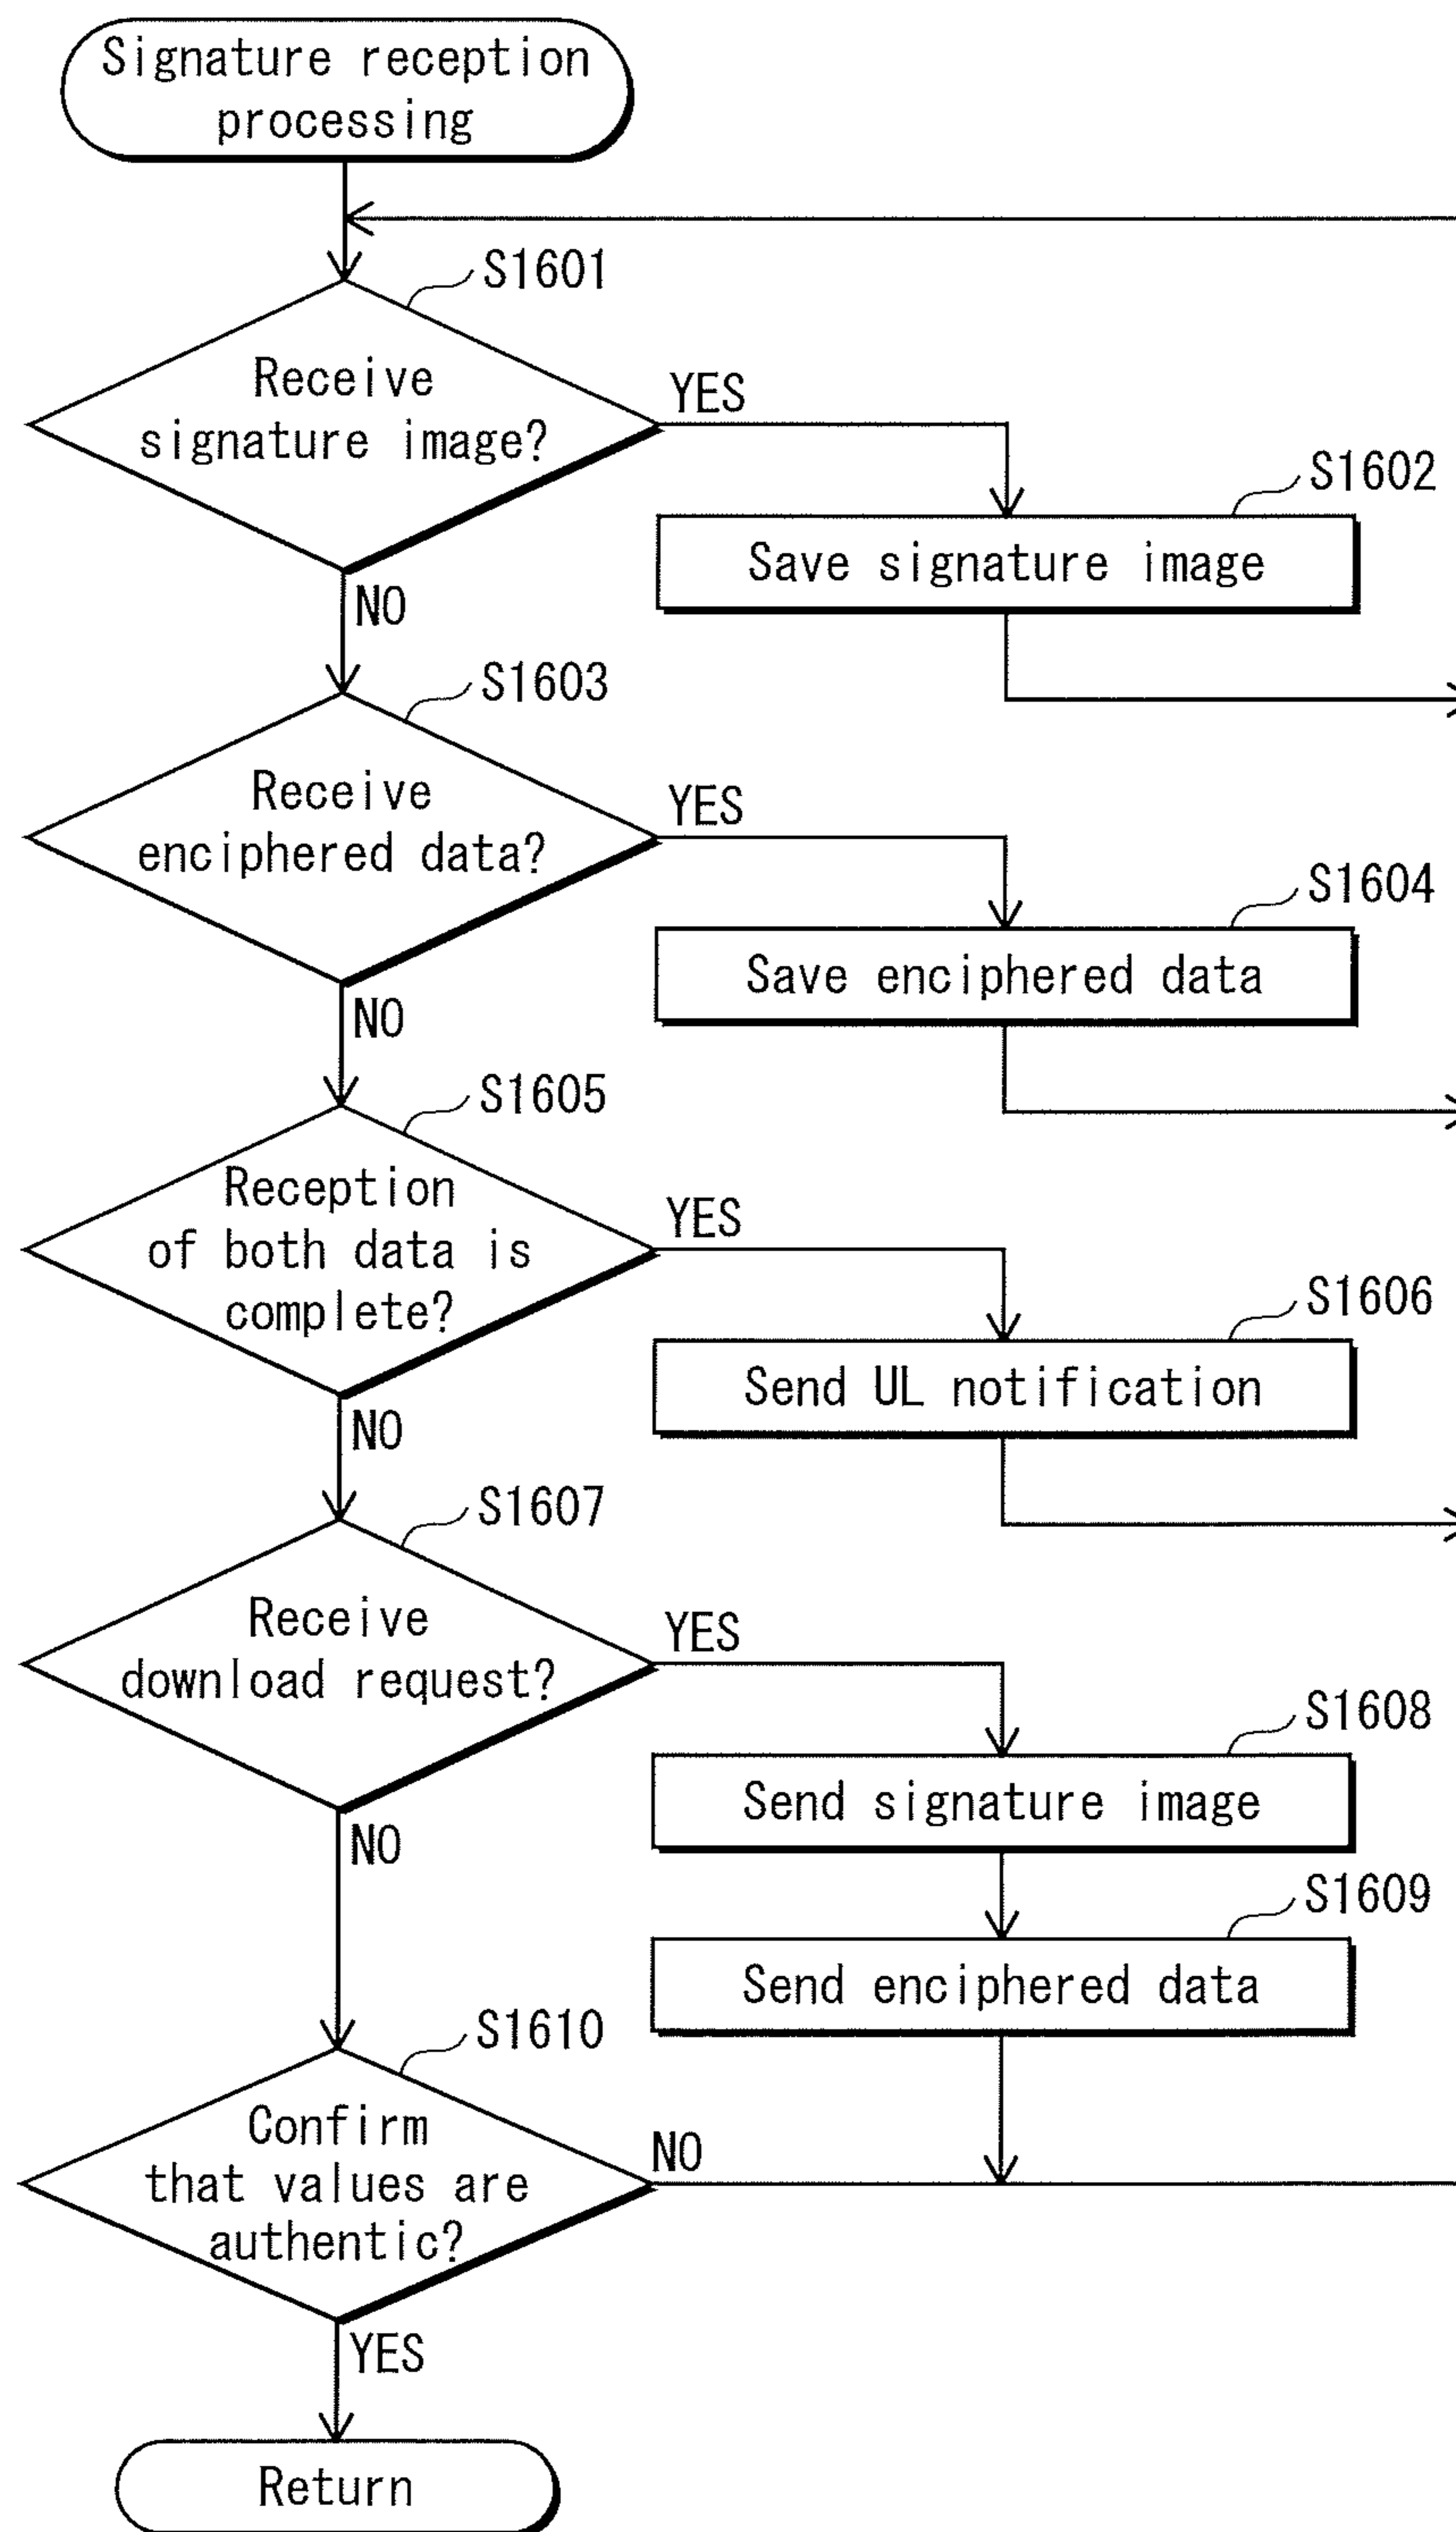 Signature reception
processing
S1601
Receive
signature image?
YES
S1602
Save signature image
NO
S1603
Receive
enciphered data?
YES
S1604
Save enciphered data
NO
S1605
Reception
of both data is
complete?
YES
S1606
Send UL notification
NO
S1607
Receive
download request?
YES
S1608
Send signature image
NO
S1609
Send enciphered data
S1610
Confirm
that values are
authentic?
NO
YES
Return